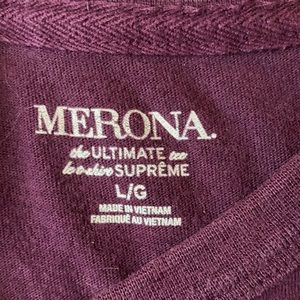 MERONA.
the ULTIMATE tee
le t-shirt SUPRÊME
L/G
MADE IN VIETNAM
FABRIQUÉ AU VIETNAM